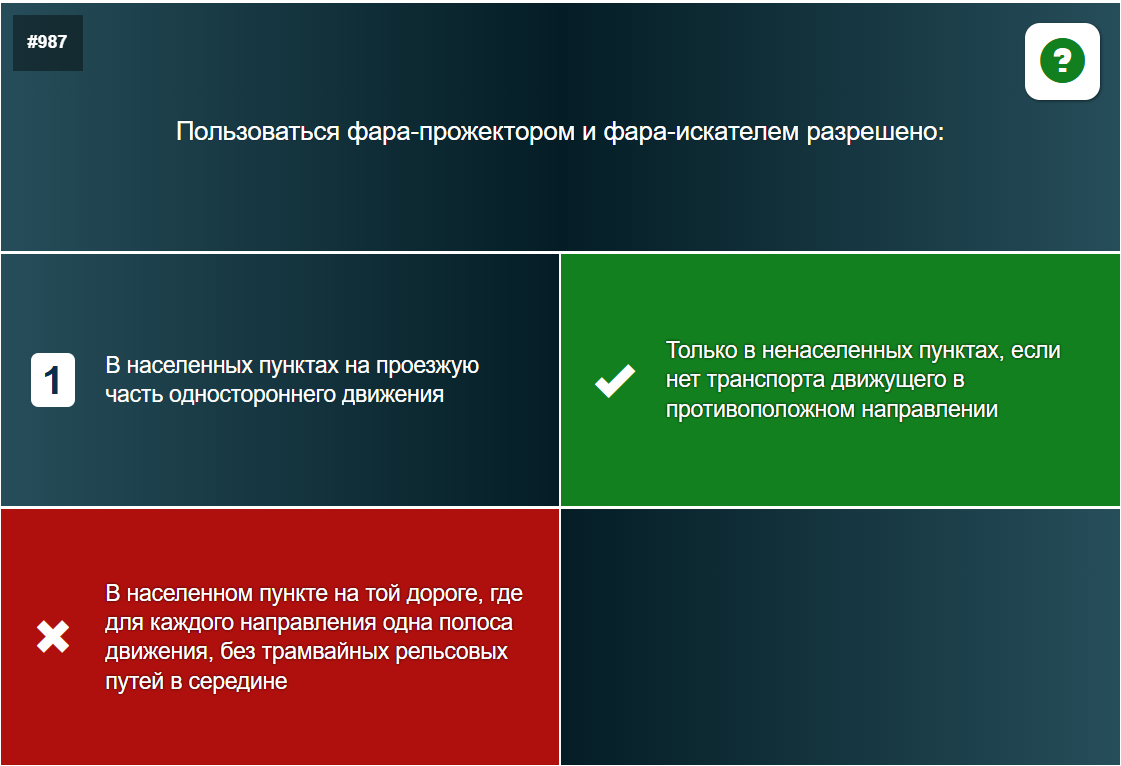 #987
?
Пользоваться фара-прожектором и фара-искателем разрешено:
1
В населенных пунктах на проезжую
часть одностороннего движения
Только в ненаселенных пунктах, если
нет транспорта движущего в
противоположном направлении
В населенном пункте на той дороге, где
для каждого направления одна полоса
движения, без трамвайных рельсовых
путей в середине